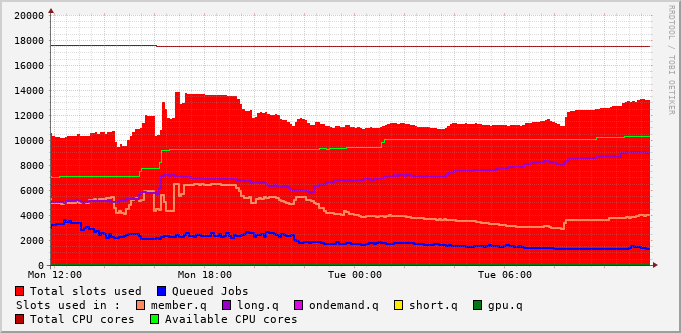 20000
18000
16000
14000
12000
10000
8000
6000
4000
2000
0
Mon 12:00 Mon 18:00 Tue 00:00 Tue 06:00
Total slots used Queued Jobs
Slots used in : member.q long.q ondemand.q short.q gpu.q
Total CPU cores Available CPU cores
RRDTOOL / TOBI OETIKER